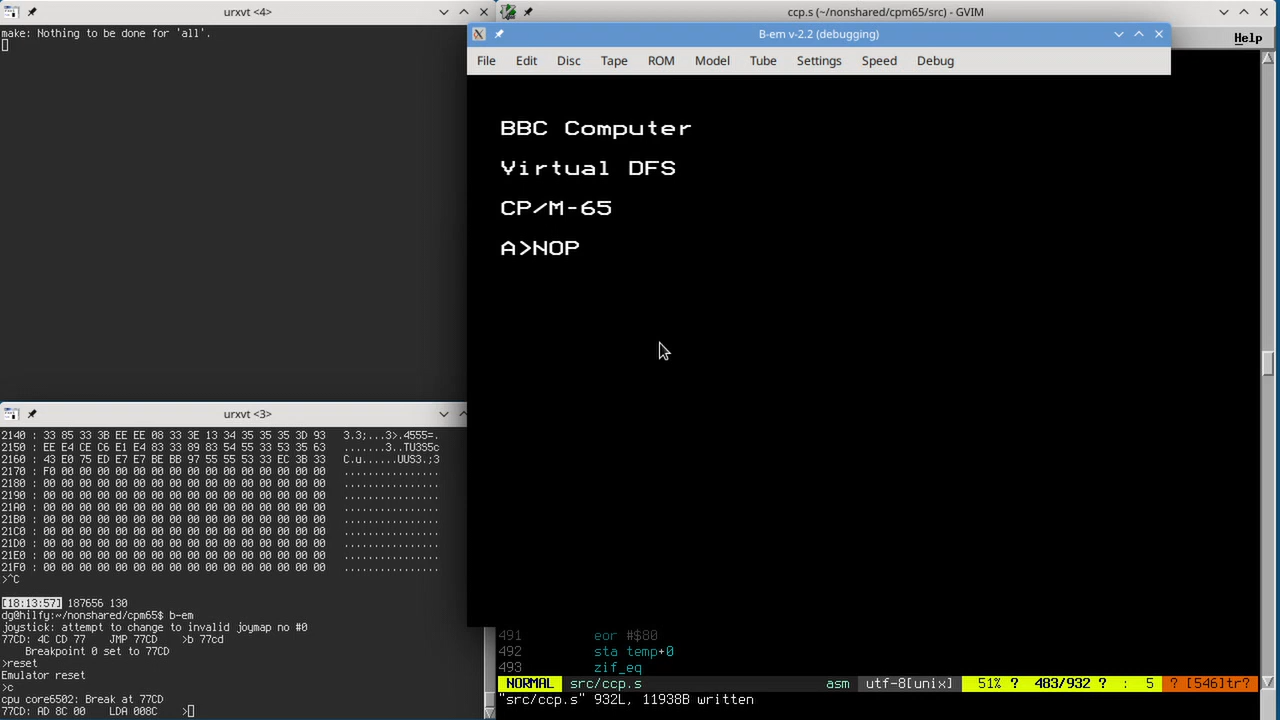 urxvt <4>
make: Nothing to be done for 'all'.
ccp.s (~/nonshared/cpm65/src) - GVIM
Help
B-em v-2.2 (debugging)
File Edit Disc Tape ROM Model Tube Settings Speed Debug
BBC Computer
Virtual DFS
CP/M-65
A>NOP
urxvt <3>
2140 : 33 85 33 3B EE EE 08 33 3E 13 34 35 35 35 3D 93 3.3;...3>.4555=.
2150 : EE E4 CE C6 E1 E4 83 33 89 83 54 55 33 53 35 63 .......3..TU3S5c
2160 : 43 E0 75 ED E7 E7 BE BB 97 55 55 53 33 EC 3B 33 C.u......UUS3.;3
2170 : F0 00 00 00 00 00 00 00 00 00 00 00 00 00 00 00 ................
2180 : 00 00 00 00 00 00 00 00 00 00 00 00 00 00 00 00 ................
2190 : 00 00 00 00 00 00 00 00 00 00 00 00 00 00 00 00 ................
21A0 : 00 00 00 00 00 00 00 00 00 00 00 00 00 00 00 00 ................
21B0 : 00 00 00 00 00 00 00 00 00 00 00 00 00 00 00 00 ................
21C0 : 00 00 00 00 00 00 00 00 00 00 00 00 00 00 00 00 ................
21D0 : 00 00 00 00 00 00 00 00 00 00 00 00 00 00 00 00 ................
21E0 : 00 00 00 00 00 00 00 00 00 00 00 00 00 00 00 00 ................
21F0 : 00 00 00 00 00 00 00 00 00 00 00 00 00 00 00 00 ................
>^C
[18:13:57] 187656 130
dg@hilfy:~/nonshared/cpm65$ b-em
joystick: attempt to change to invalid joymap no #0
77CD: 4C CD 77 JMP 77CD >b 77cd
Breakpoint 0 set to 77CD
>reset
Emulator reset
>c
cpu core6502: Break at 77CD
77CD: AD 8C 00 LDA 008C >
491 eor #$80
492 sta temp+0
493 zif_eq
NORMAL src/ccp.s asm utf-8[unix] 51% ? 483/932 ? : 5 ? [546]tr?
"src/ccp.s" 932L, 11938B written